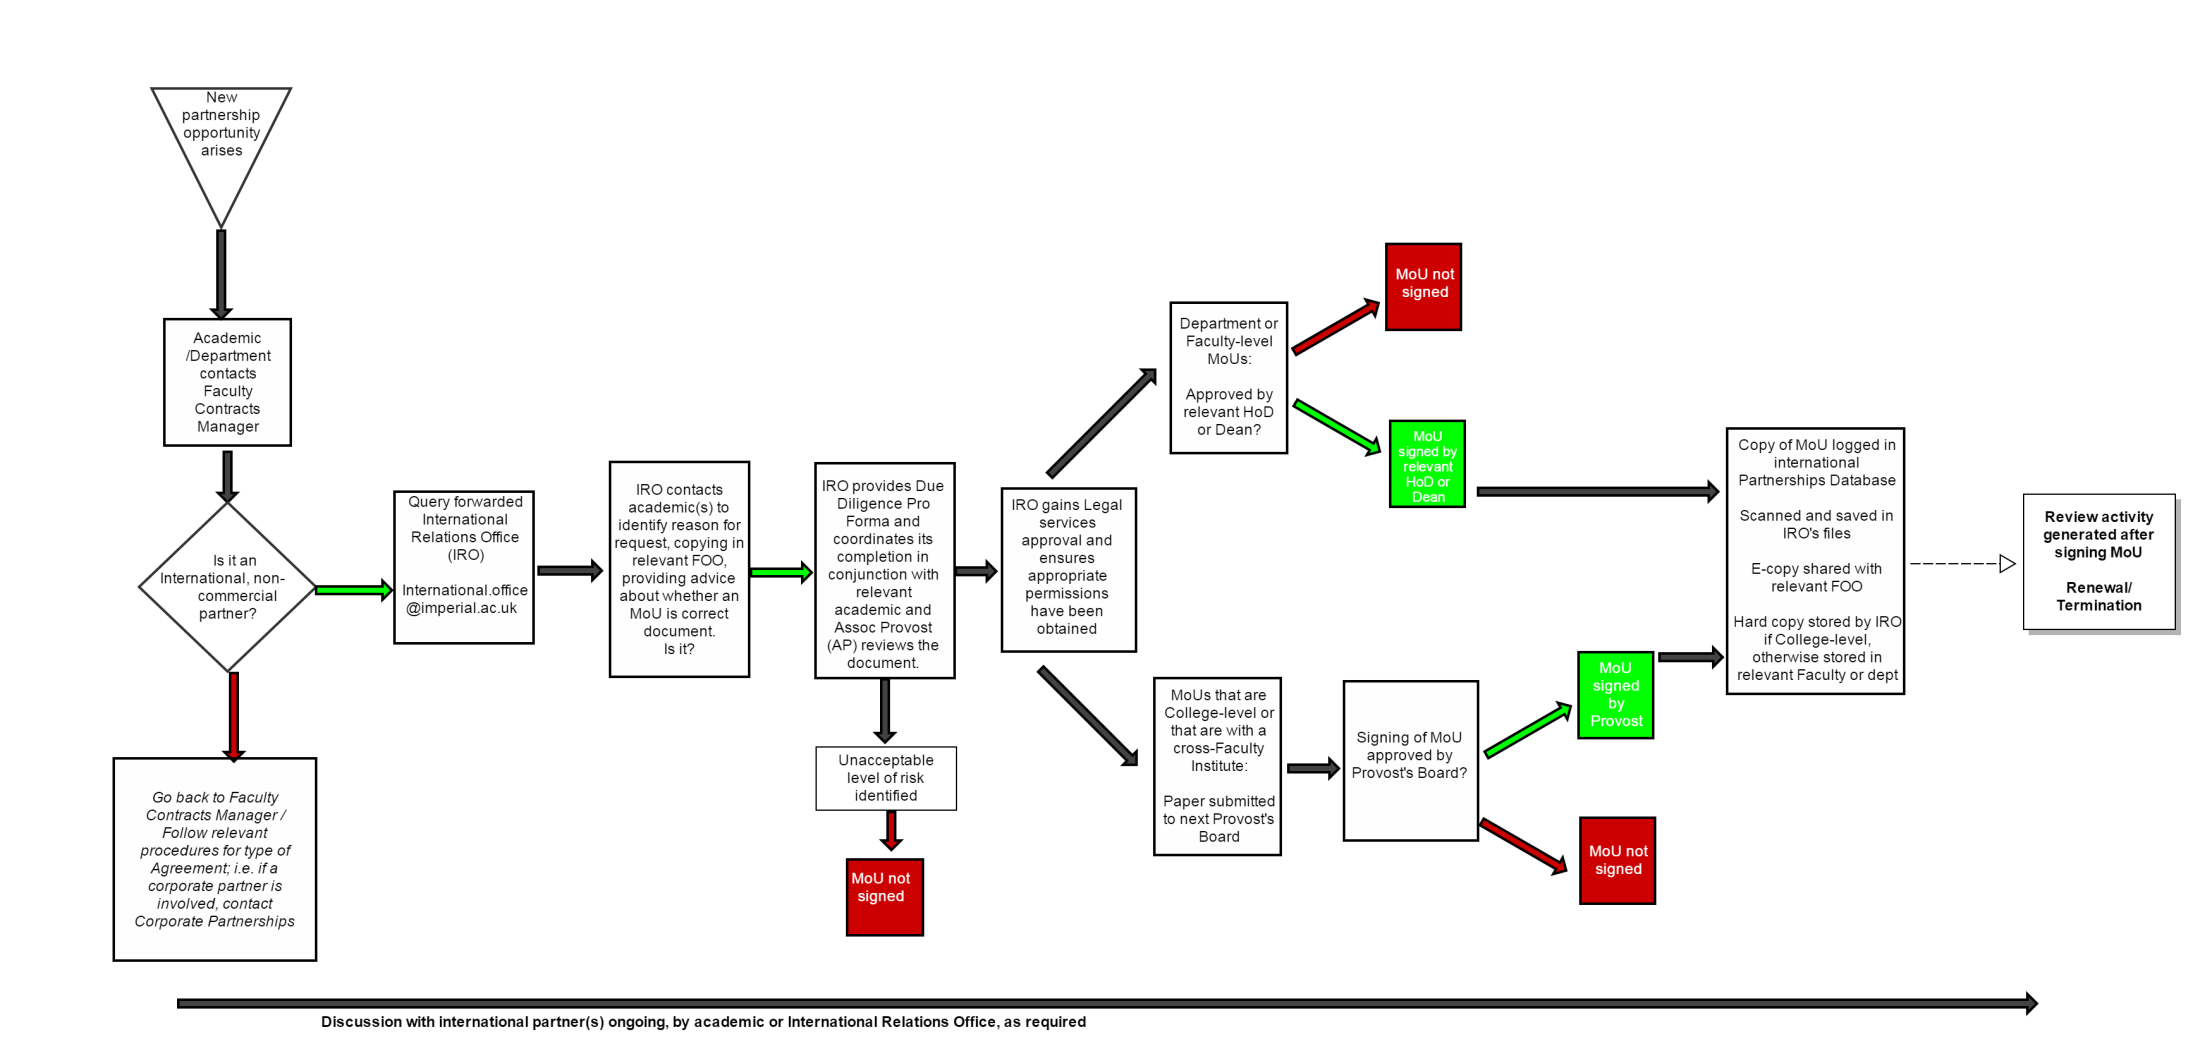 New
partnership
opportunity
arises
Academic
/Department
contacts
Faculty
Contracts
Manager
Is it an
International, non-
commercial
partner?
Go back to Faculty
Contracts Manager /
Follow relevant
procedures for type of
Agreement; i.e. if a
corporate partner is
involved, contact
Corporate Partnerships
Query forwarded
International
Relations Office
(IRO)
International.office
@imperial.ac.uk
IRO contacts
academic(s) to
identify reason for
request, copying in
relevant FOO,
providing advice
about whether an
MoU is correct
document.
Is it?
IRO provides Due
Diligence Pro
Forma and
coordinates its
completion in
conjunction with
relevant
academic and
Assoc Provost
(AP) reviews the
document.
Unacceptable
level of risk
identified
MoU not
signed
IRO gains Legal
services
approval and
ensures
appropriate
permissions
have been
obtained
Department or
Faculty-level
MoUs:
Approved by
relevant HoD
or Dean?
MoU not
signed
MoU
signed by
relevant
HoD or
Dean
MoUs that are
College-level or
that are with a
cross-Faculty
Institute:
Paper submitted
to next Provost's
Board
Signing of MoU
approved by
Provost's Board?
MoU
signed
by
Provost
MoU not
signed
Copy of MoU logged in
international
Partnerships Database
Scanned and saved in
IRO's files
E-copy shared with
relevant FOO
Hard copy stored by IRO
if College-level,
otherwise stored in
relevant Faculty or dept
Review activity
generated after
signing MoU
Renewal/
Termination
Discussion with international partner(s) ongoing, by academic or International Relations Office, as required